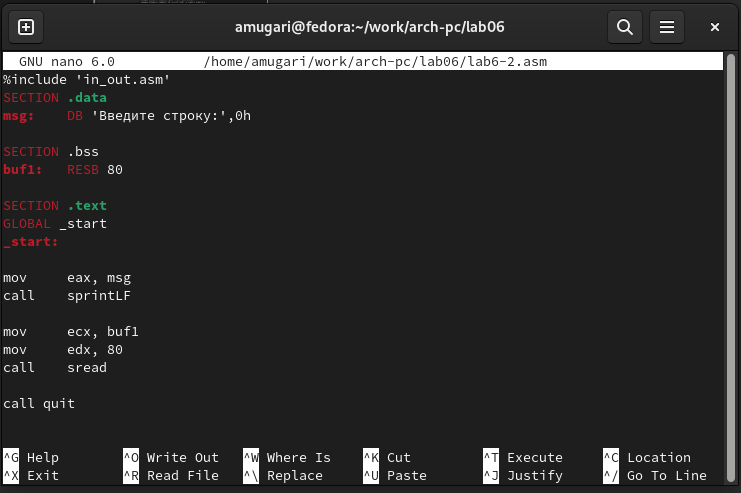 amugari@fedora:~/work/arch-pc/lab06
GNU nano 6.0 /home/amugari/work/arch-pc/lab06/lab6-2.asm
%include 'in_out.asm'
SECTION .data
msg: DB 'Введите строку:',0h
SECTION .bss
buf1: RESB 80
SECTION .text
GLOBAL _start
_start:
mov eax, msg
call sprintLF
mov ecx, buf1
mov edx, 80
call sread
call quit
^G Help ^O Write Out ^W Where Is ^K Cut ^T Execute ^C Location
^X Exit ^R Read File ^\ Replace ^U Paste ^J Justify ^/ Go To Line